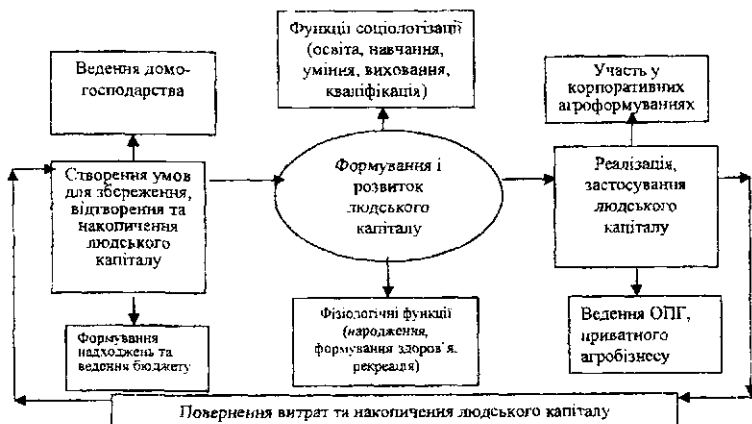 Ведення домо-
господарства
Функції соціологізації
(освіта, навчання,
уміння, виховання,
кваліфікація)
Участь у
корпоративних
агроформуваннях
Створення умов
для збереження,
відтворення та
накопичення
людського
капіталу
Формування і
розвиток
людського
капіталу
Реалізація,
застосування
людського
капіталу
Формування
надходжень та
ведення бюджету
Фізіологічні функції
(народження,
формування здоров'я,
рекреація)
Ведення ОПГ,
приватного
агробізнесу
Повернення витрат та накопичення людського капіталу